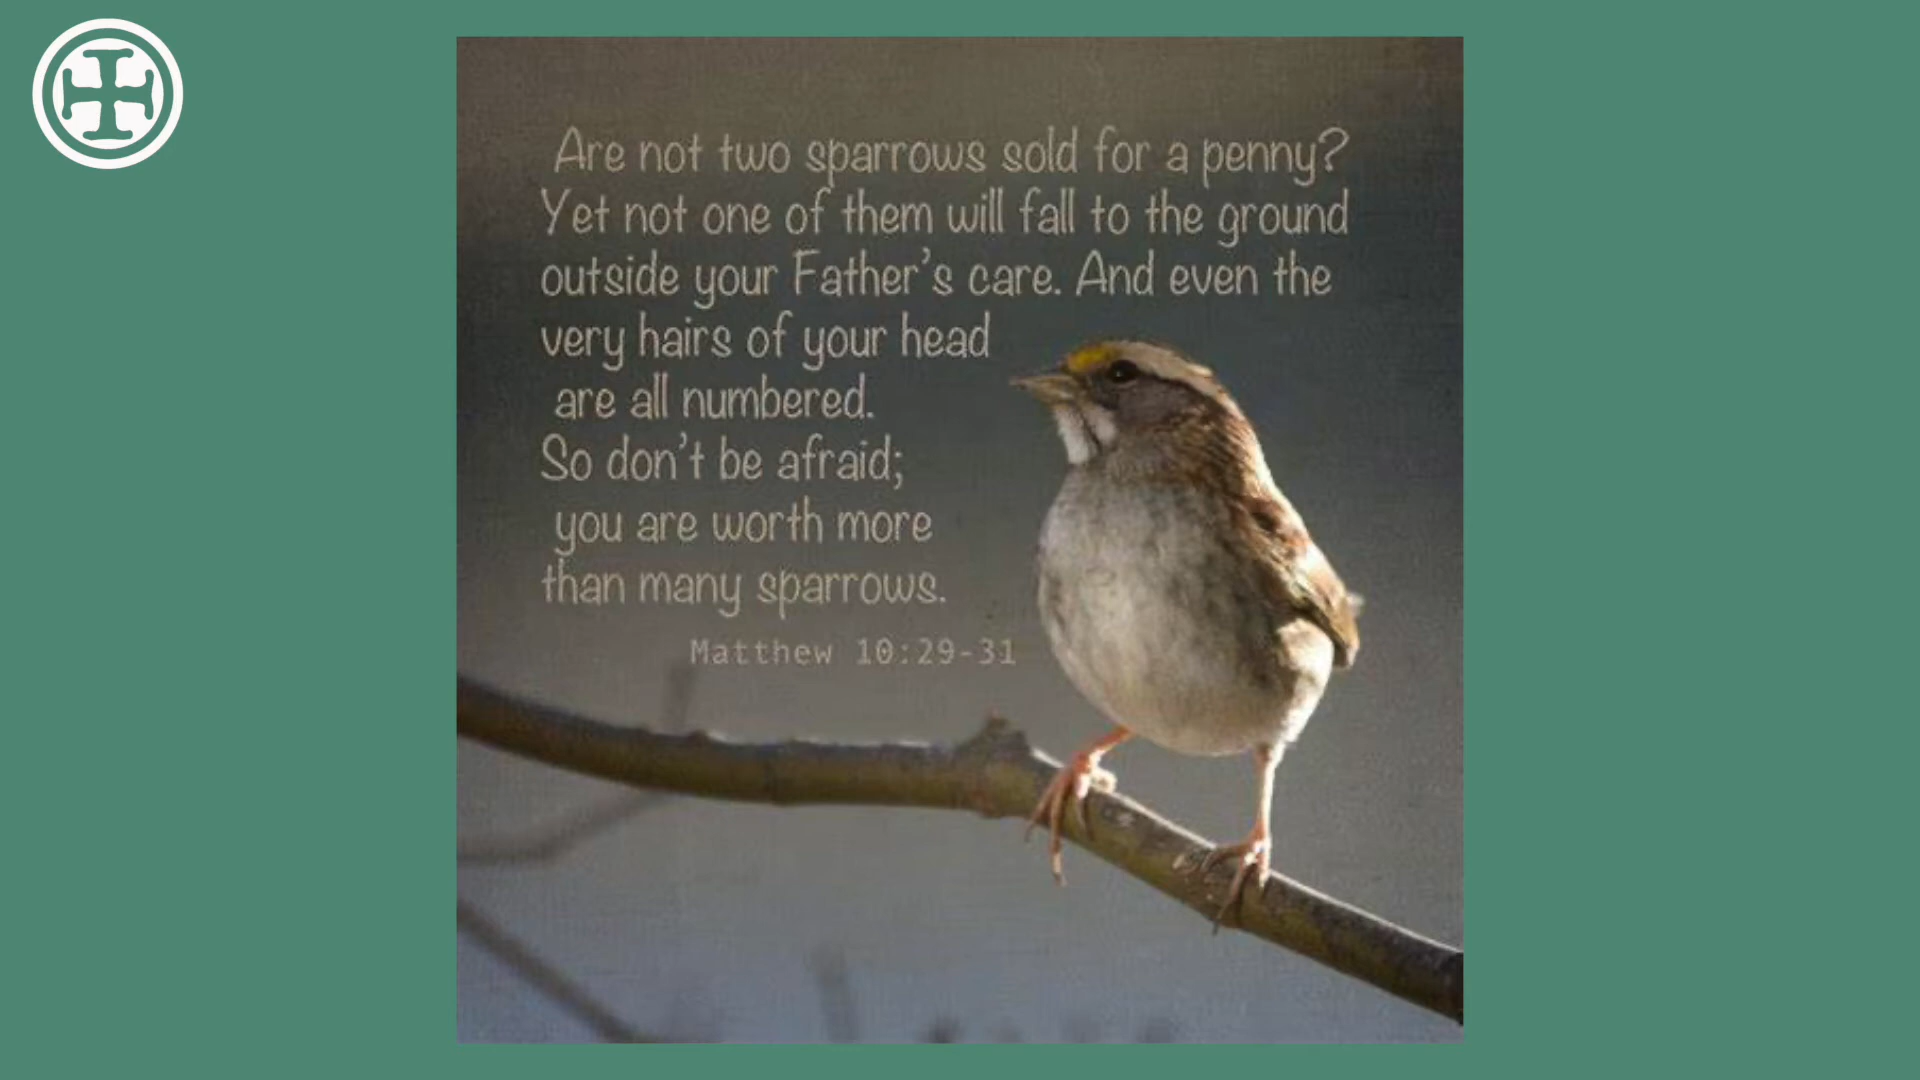 Are not two sparrows sold for a penny?
Yet not one of them will fall to the ground
outside your Father's care. And even the
very hairs of your head
are all numbered.
So don't be afraid;
you are worth more
than many sparrows.
Matthew 10:29-31